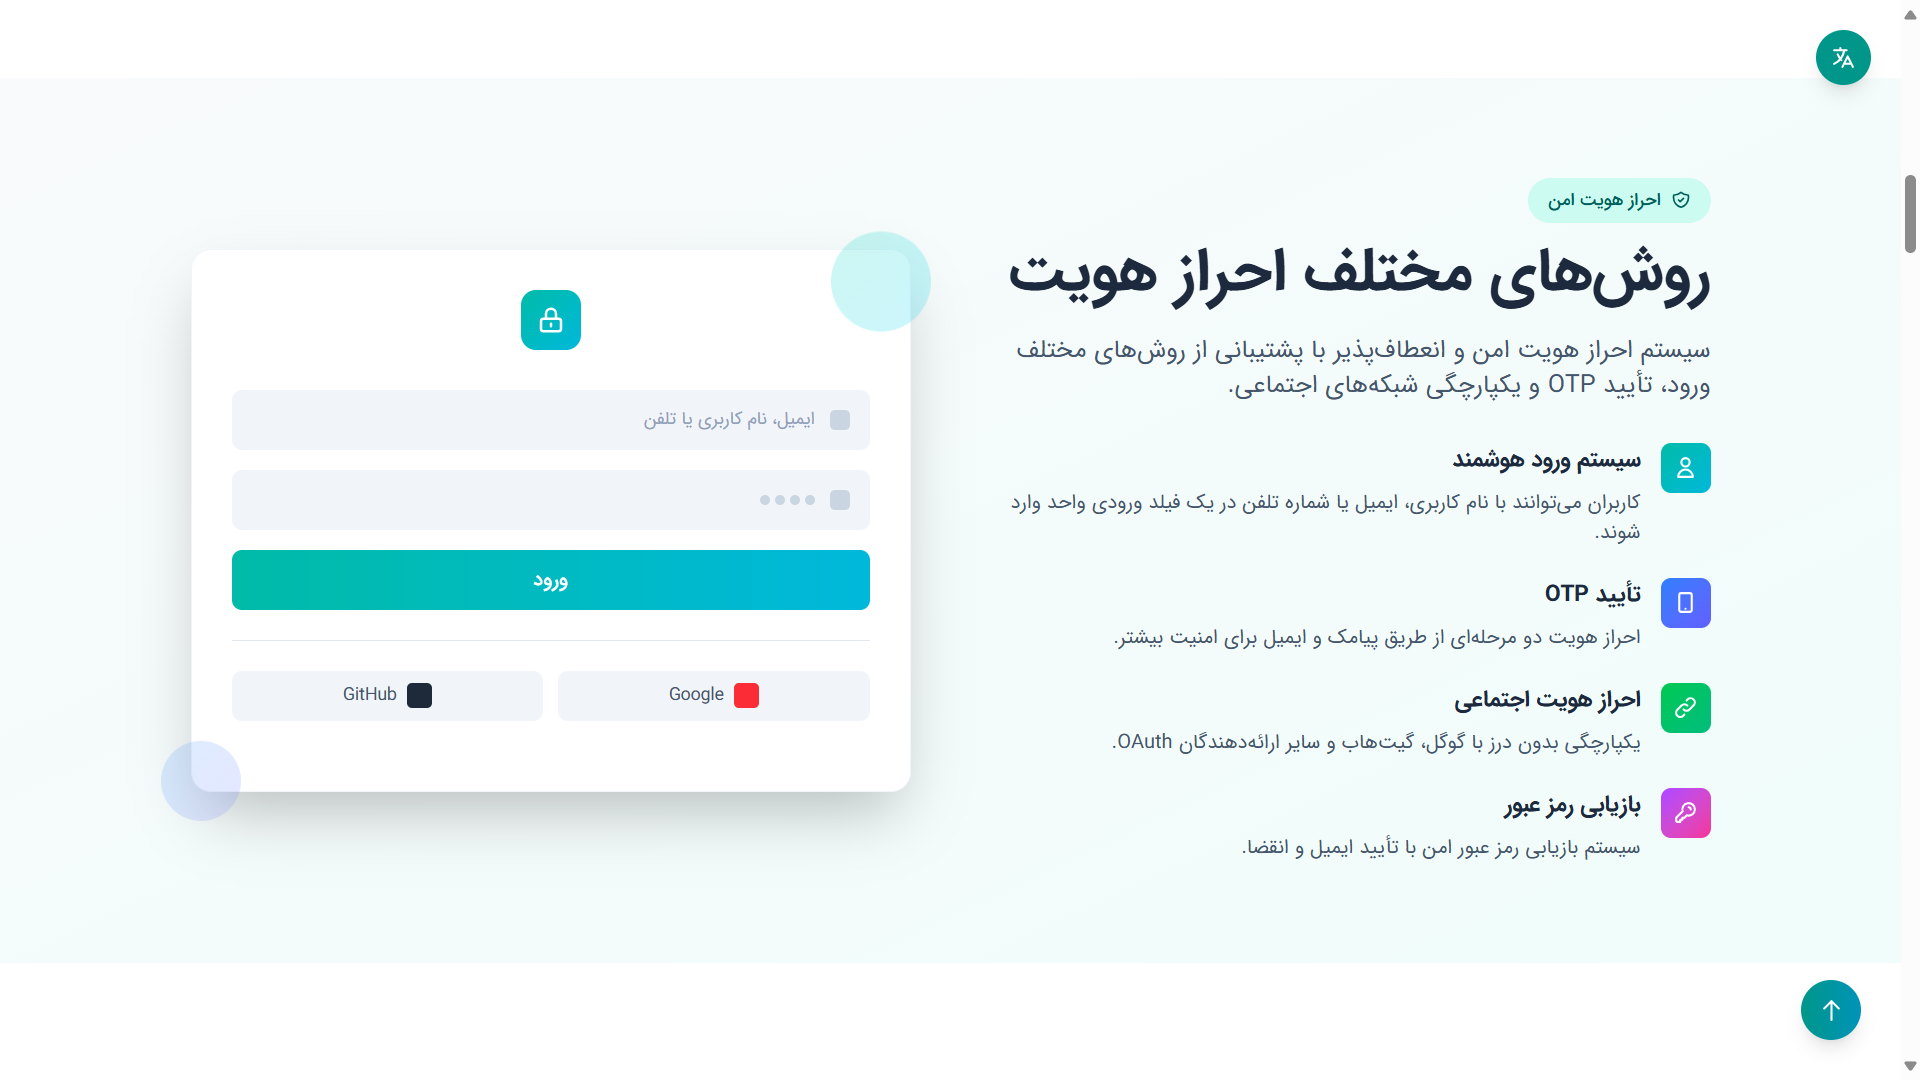 احراز هویت امن
روش‌های مختلف احراز هویت
سیستم احراز هویت امن و انعطاف‌پذیر با پشتیبانی از روش‌های مختلف
ورود، تأیید OTP و یکپارچگی شبکه‌های اجتماعی.
سیستم ورود هوشمند
کاربران می‌توانند با نام کاربری، ایمیل یا شماره تلفن در یک فیلد ورودی واحد وارد
شوند.
تأیید OTP
احراز هویت دو مرحله‌ای از طریق پیامک و ایمیل برای امنیت بیشتر.
احراز هویت اجتماعی
یکپارچگی بدون درز با گوگل، گیت‌هاب و سایر ارائه‌دهندگان OAuth.
بازیابی رمز عبور
سیستم بازیابی رمز عبور امن با تأیید ایمیل و انقضا.
ایمیل، نام کاربری یا تلفن
ورود
Google
GitHub